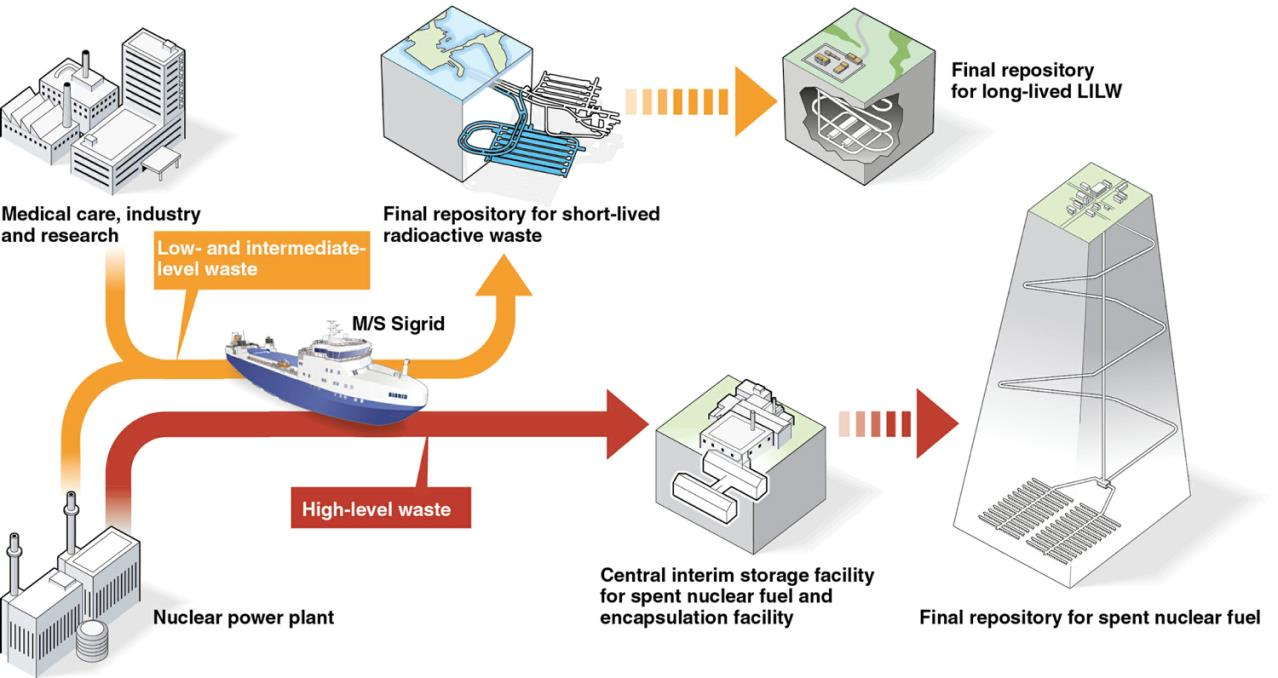 Final repository
for long-lived LILW
Medical care, industry
and research
Final repository for short-lived
radioactive waste
Low- and intermediate-
level waste
M/S Sigrid
SIGRID
High-level waste
Central interim storage facility
for spent nuclear fuel and
encapsulation facility
Nuclear power plant
Final repository for spent nuclear fuel